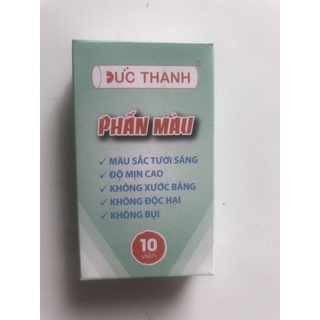 ĐỨC THANH
PHẤN MÀU
MÀU SẮC TƯƠI SÁNG
ĐỘ MỊN CAO
KHÔNG XƯỚC BẢNG
KHÔNG ĐỘC HẠI
KHÔNG BỤI
10
viên